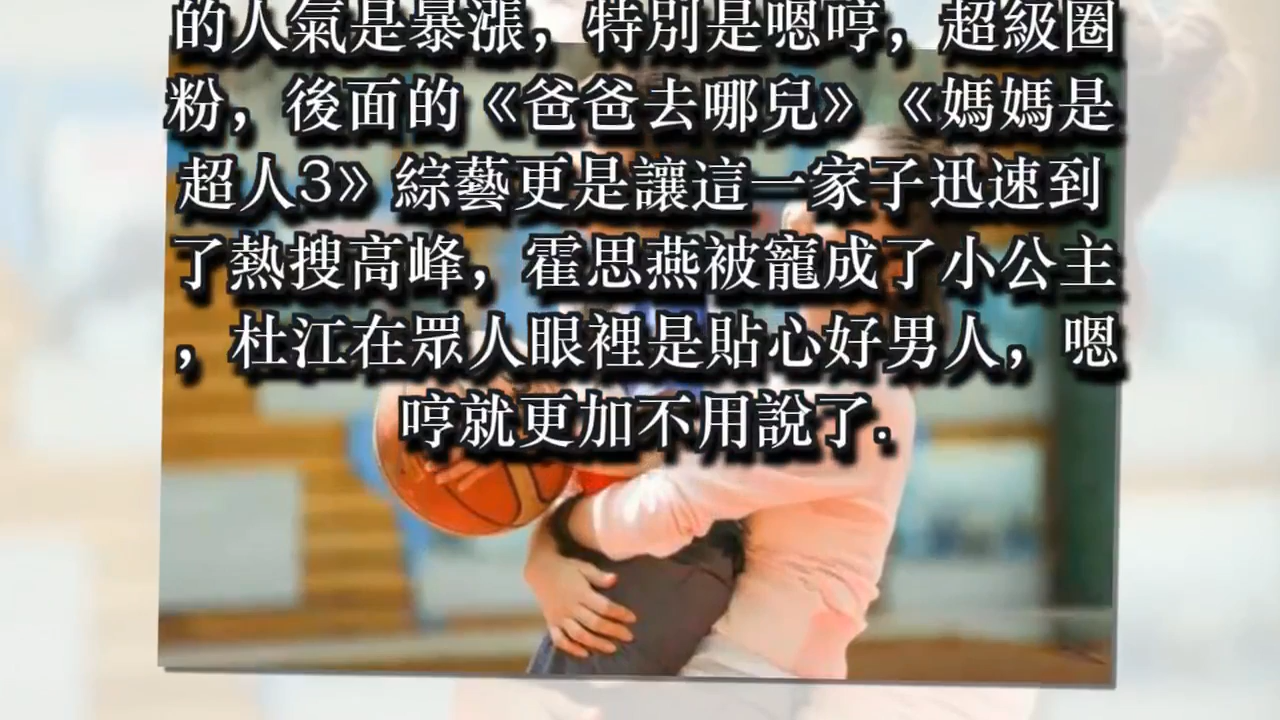 的人氣是暴漲，特別是嗯哼，超級圈
粉，後面的《爸爸去哪兒》《媽媽是
超人3》綜藝更是讓這一家子迅速到
了熱搜高峰，霍思燕被寵成了小公主
，杜江在眾人眼裡是貼心好男人，嗯
哼就更加不用說了.